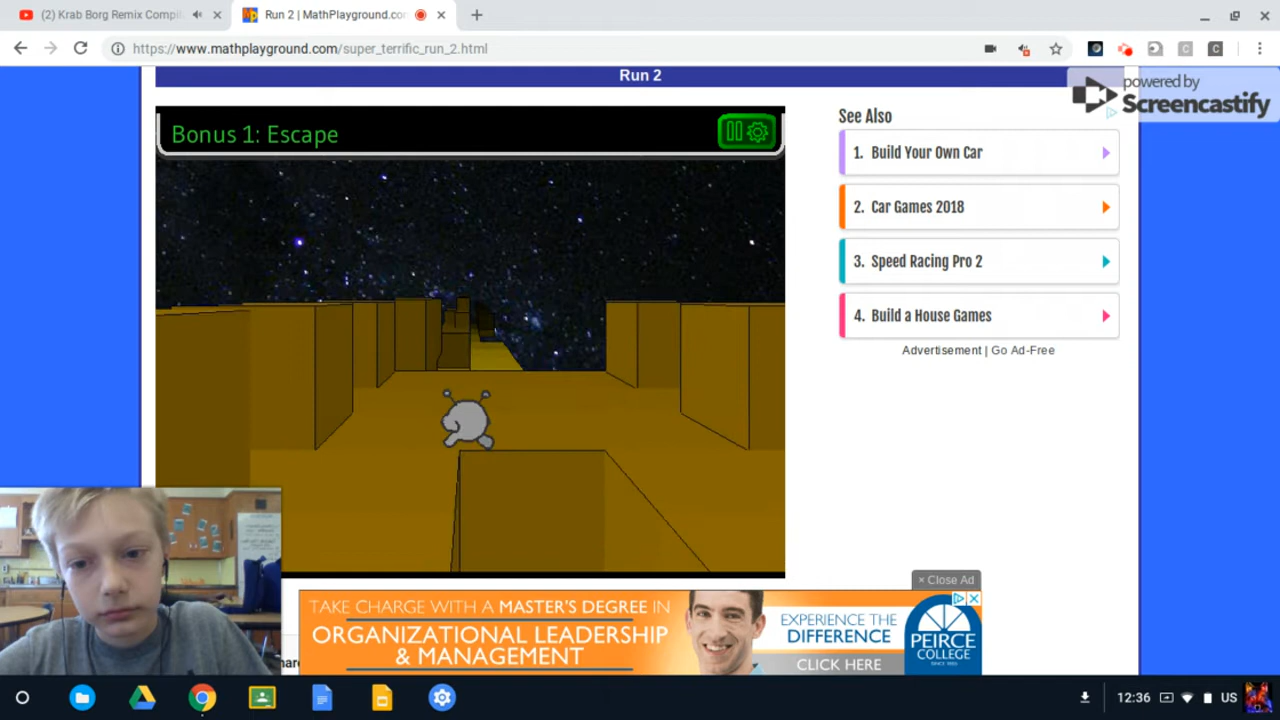 (2) Krab Borg Remix Compil
Run 2 | MathPlayground.co
https://www.mathplayground.com/super_terrific_run_2.html
Run 2
powered by
Screencastify
Bonus 1: Escape
See Also
1. Build Your Own Car
2. Car Games 2018
3. Speed Racing Pro 2
4. Build a House Games
Advertisement | Go Ad-Free
× Close Ad
TAKE CHARGE WITH A MASTER'S DEGREE IN
ORGANIZATIONAL LEADERSHIP
& MANAGEMENT
EXPERIENCE THE
DIFFERENCE
CLICK HERE
PEIRCE
COLLEGE
SINCE 1865
12:36
US